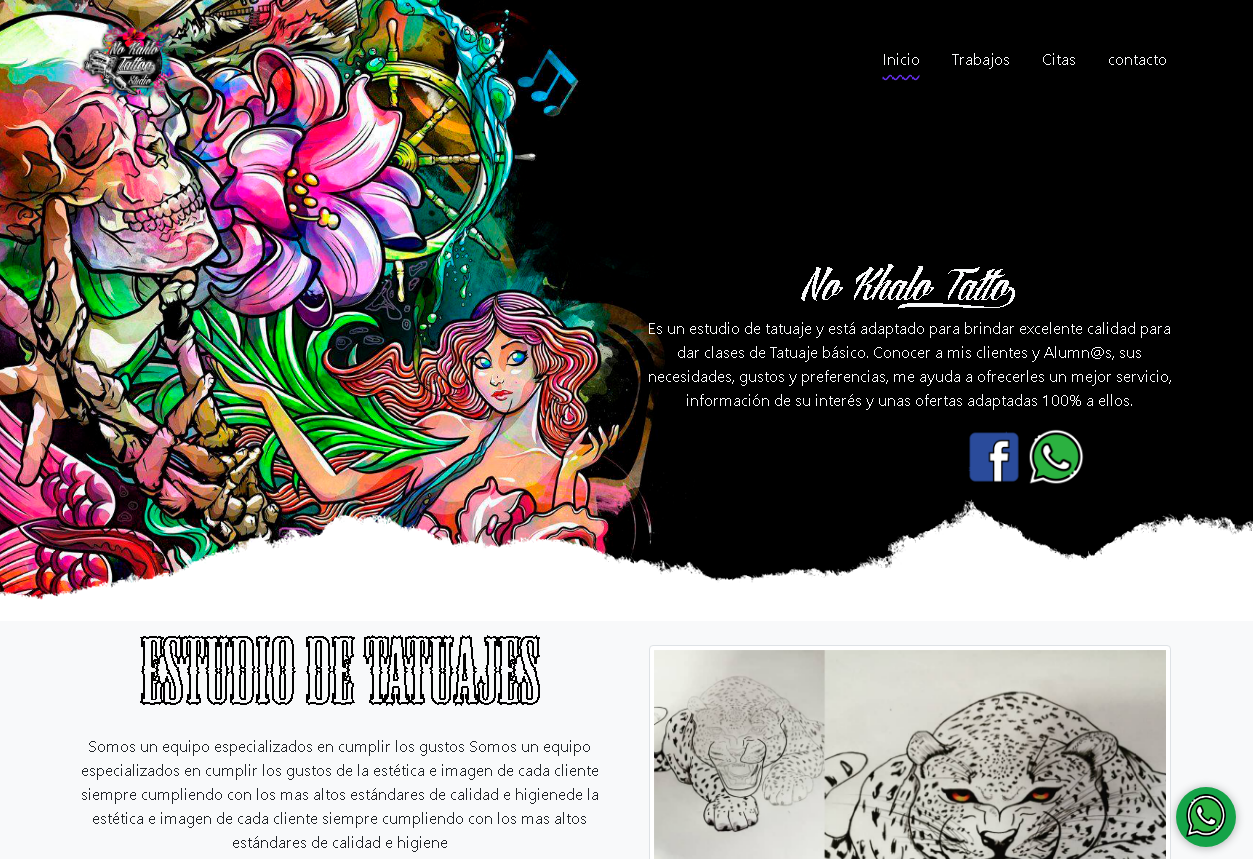 No Kahlo
Tattoo
Studio
Inicio Trabajos Citas contacto
No Khalo Tatto
Es un estudio de tatuaje y está adaptado para brindar excelente calidad para
dar clases de Tatuaje básico. Conocer a mis clientes y Alumn@s, sus
necesidades, gustos y preferencias, me ayuda a ofrecerles un mejor servicio,
información de su interés y unas ofertas adaptadas 100% a ellos.
ESTUDIO DE TATUAJES
Somos un equipo especializados en cumplir los gustos Somos un equipo
especializados en cumplir los gustos de la estética e imagen de cada cliente
siempre cumpliendo con los mas altos estándares de calidad e higienede la
estética e imagen de cada cliente siempre cumpliendo con los mas altos
estándares de calidad e higiene